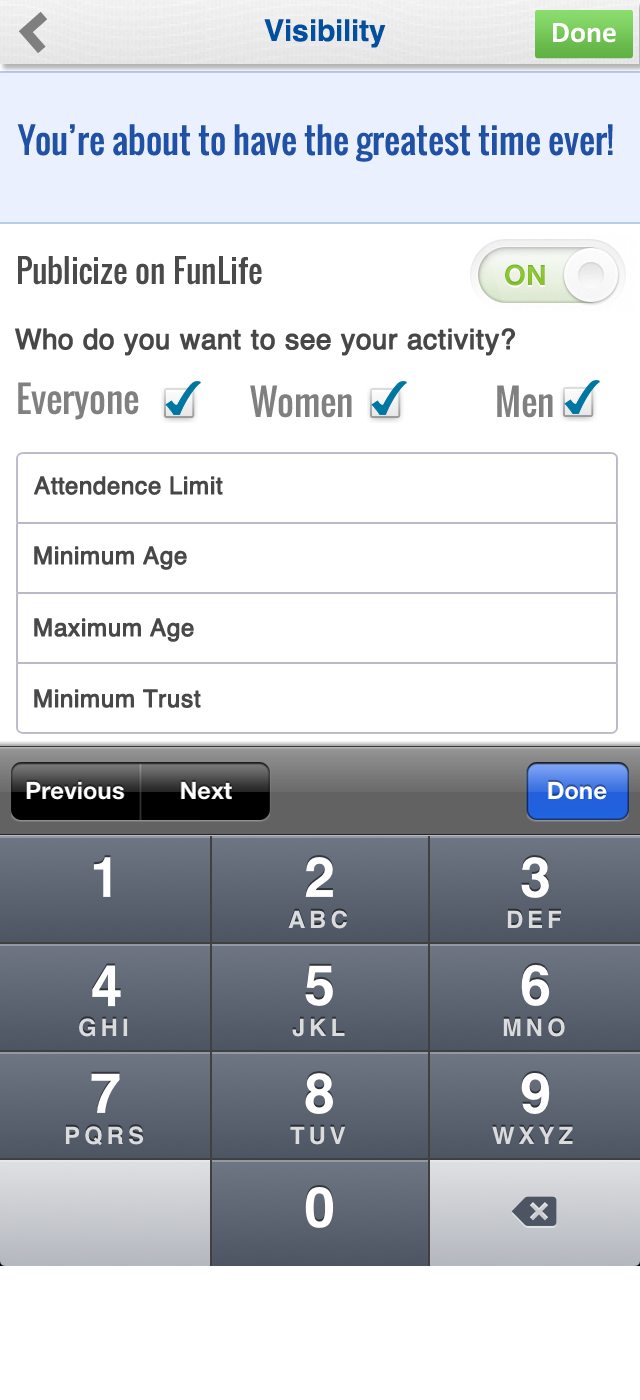 Visibility Done
You're about to have the greatest time ever!
Publicize on FunLife ON
Who do you want to see your activity?
Everyone Women Men
Attendence Limit
Minimum Age
Maximum Age
Minimum Trust
Previous Next Done
1 2 3
ABC DEF
4 5 6
GHI JKL MNO
7 8 9
PQRS TUV WXYZ
0